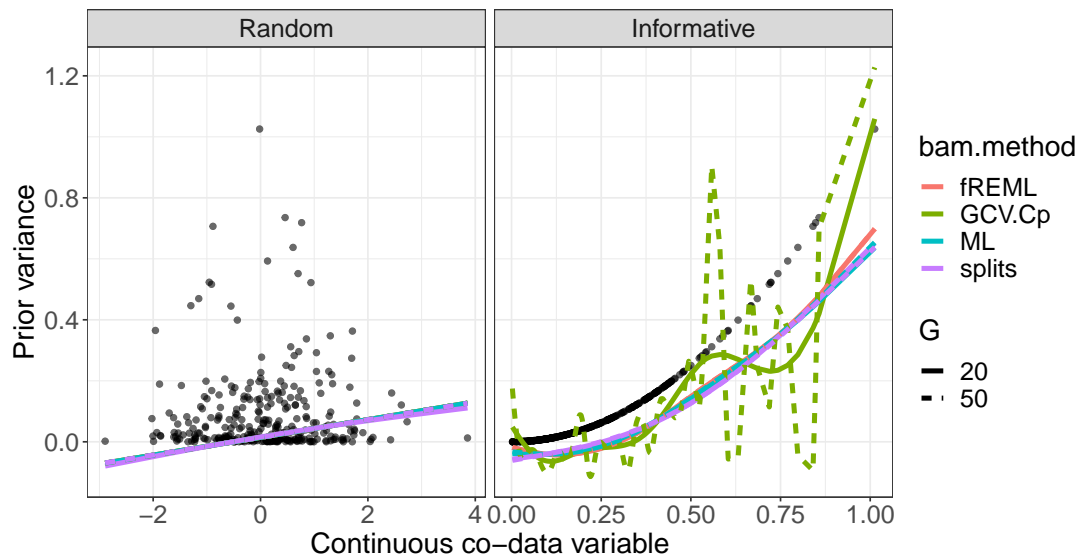 Random
Informative
Prior variance
1.2
0.8
0.4
0.0
−2
0
2
4
0.00
0.25
0.50
0.75
1.00
Continuous co−data variable
bam.method
fREML
GCV.Cp
ML
splits
G
20
50